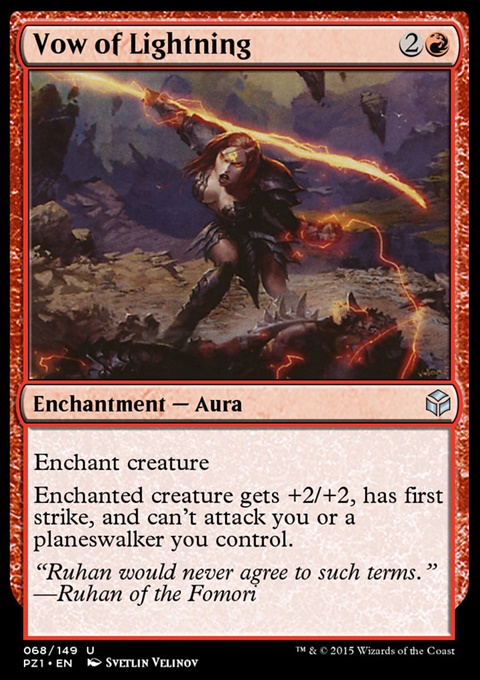 Vow of Lightning 2
Enchantment — Aura
Enchant creature
Enchanted creature gets +2/+2, has first
strike, and can't attack you or a
planeswalker you control.
"Ruhan would never agree to such terms."
—Ruhan of the Fomori
068/149 U
PZ1 • EN Svetlin Velinov
™ & © 2015 Wizards of the Coast